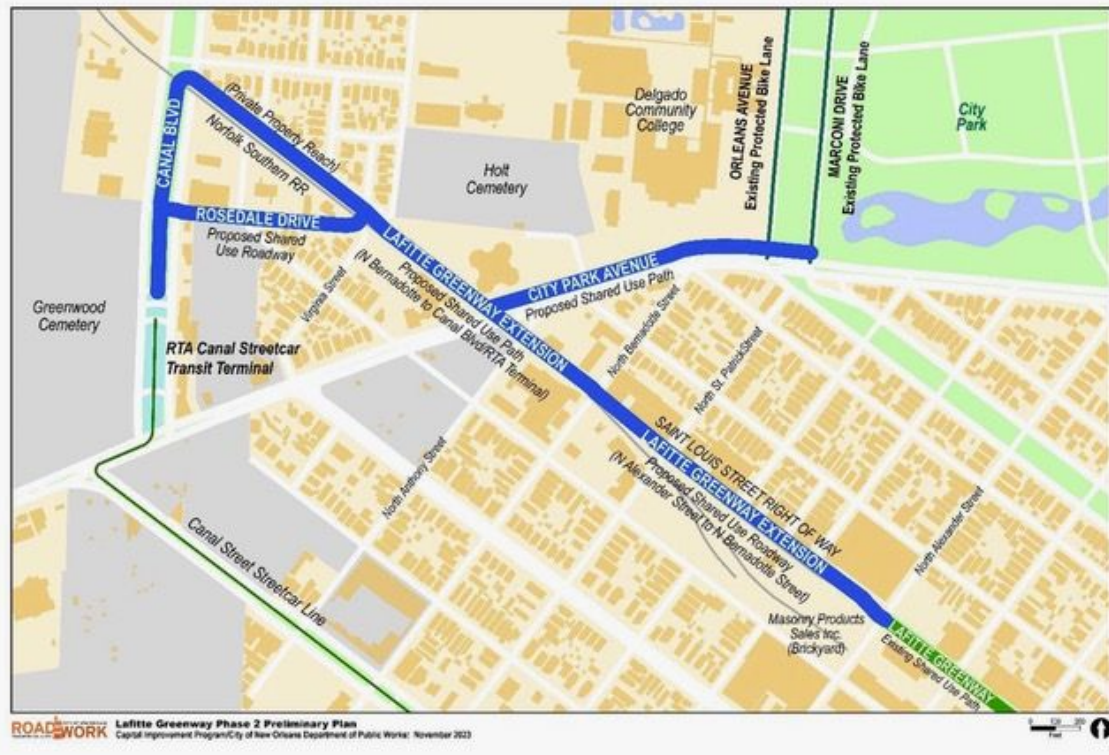 ORLEANS AVENUE
Existing Protected Bike Lane
MARCONI DRIVE
Existing Protected Bike Lane
City
Park
Delgado
Community
College
Holt
Cemetery
CANAL BLVD
(Private Property Reach)
Norfolk Southern RR
ROSEDALE DRIVE
Proposed Shared
Use Roadway
Greenwood
Cemetery
RTA Canal Streetcar
Transit Terminal
Virginia Street
LAFITTE GREENWAY EXTENSION
Proposed Shared Use Path
(N Bernadotte to Canal Blvd/RTA Terminal)
CITY PARK AVENUE
Proposed Shared Use Path
North Bernadotte Street
North St. Patrick Street
North Anthony Street
SAINT LOUIS STREET RIGHT OF WAY
LAFITTE GREENWAY EXTENSION
Proposed Shared Use Roadway
(N Alexander Street to N Bernadotte Street)
North Alexander Street
Canal Street Streetcar Line
Masonry Products
Sales Inc.
(Brickyard)
LAFITTE GREENWAY
Existing Shared Use Path
ROADWORK
Lafitte Greenway Phase 2 Preliminary Plan
Capital Improvement Program/City of New Orleans Department of Public Works: November 2023
Feet